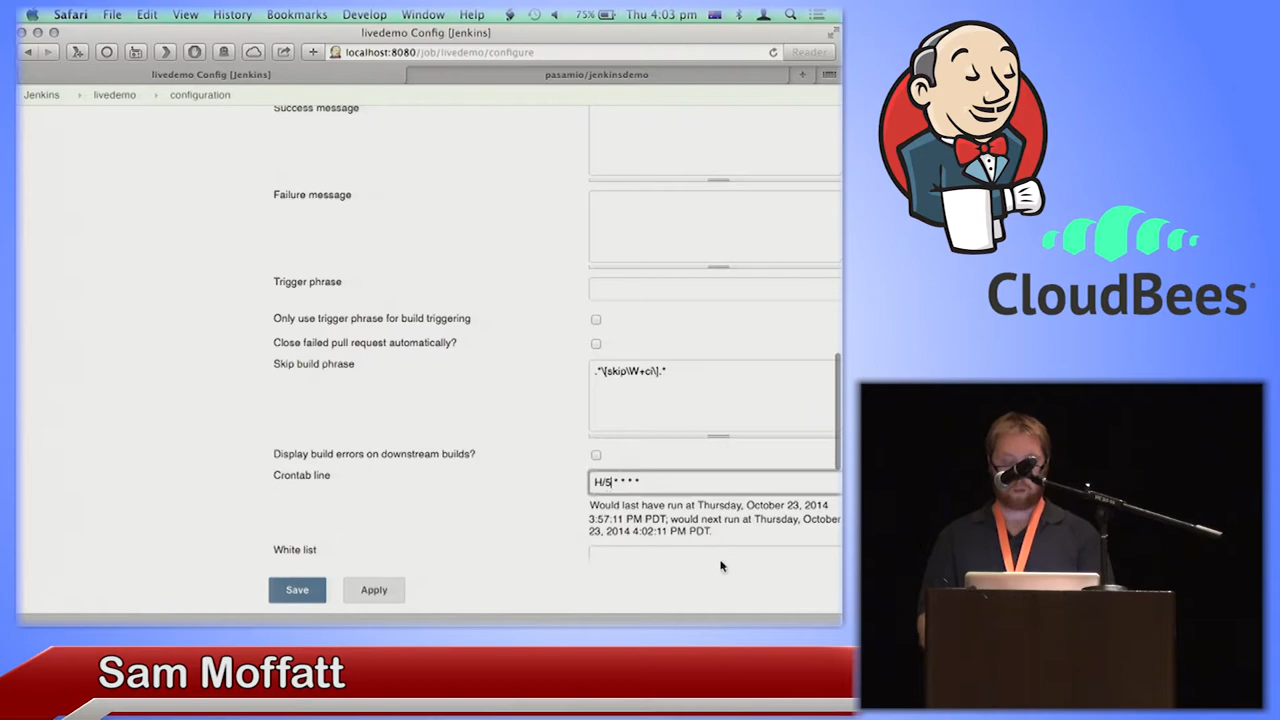 Safari File Edit View History Bookmarks Develop Window Help 75% Thu 4:03 pm
livedemo Config [Jenkins]
localhost:8080/job/livedemo/configure
Reader
livedemo Config [Jenkins] pasamio/jenkinsdemo
Jenkins livedemo configuration
Success message
Failure message
Trigger phrase
Only use trigger phrase for build triggering
Close failed pull request automatically?
Skip build phrase
.*\[skip\W+ci\].*
Display build errors on downstream builds?
Crontab line
H/5 * * * *
Would last have run at Thursday, October 23, 2014
3:57:11 PM PDT; would next run at Thursday, October
23, 2014 4:02:11 PM PDT.
White list
Save Apply
CloudBees
Sam Moffatt